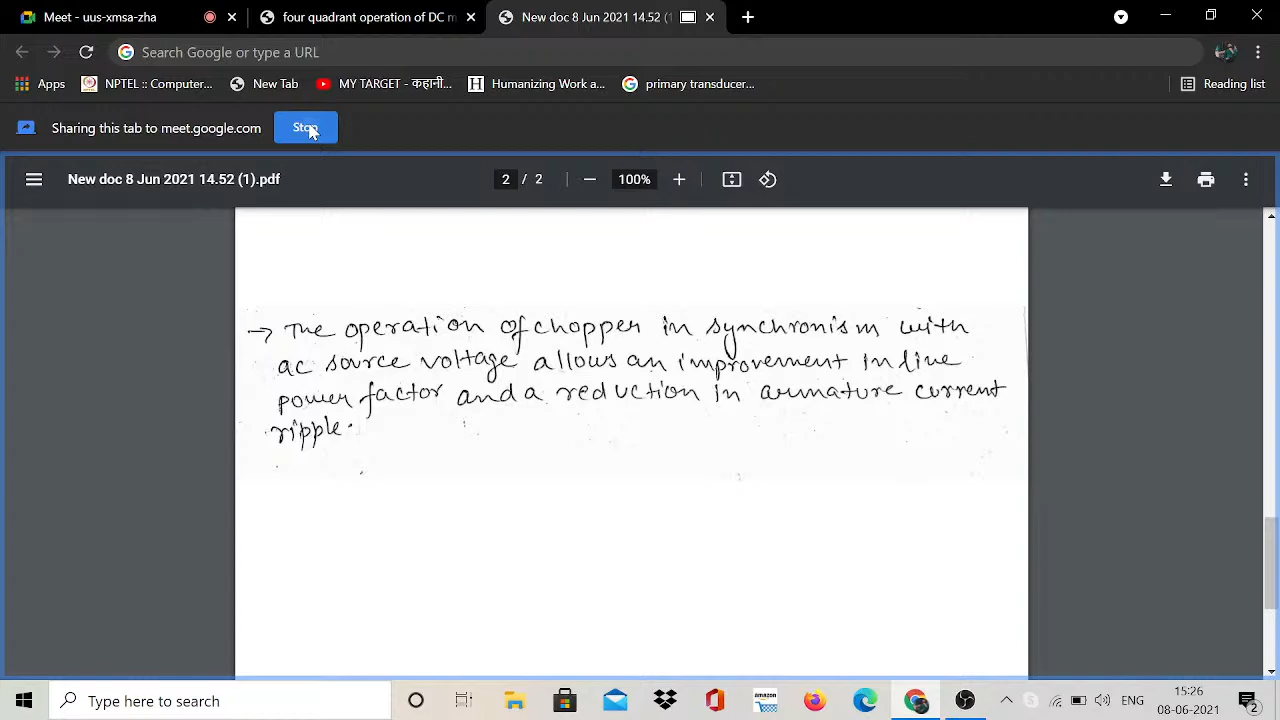 Meet - uus-xmsa-zha
four quadrant operation of DC m
New doc 8 Jun 2021 14.52 (1
Search Google or type a URL
Apps
NPTEL :: Computer...
New Tab
MY TARGET - कर्दाशी...
Humanizing Work a...
primary transducer...
Reading list
Sharing this tab to meet.google.com
Stop
New doc 8 Jun 2021 14.52 (1).pdf
2 / 2
100%
→ The operation of chopper in synchronism with
ac source voltage allows an improvement in line
power factor and a reduction in armature current
ripple.
Type here to search
amazon
ENG
15:26
08-06-2021
2